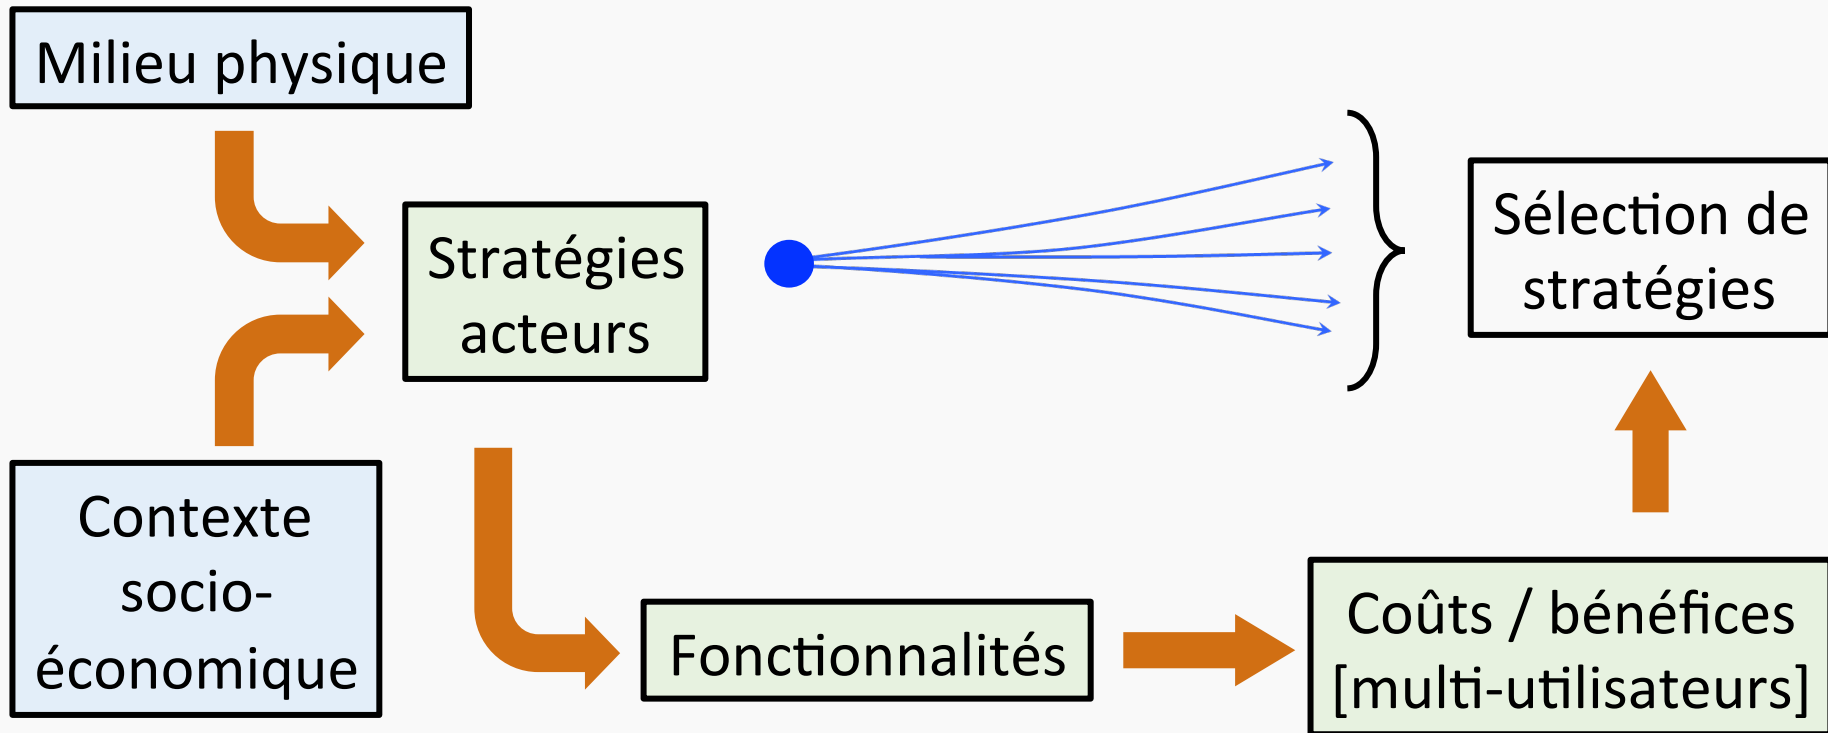 Milieu physique
Stratégies
acteurs
Sélection de
stratégies
Contexte
socio-
économique
Fonctionnalités
Coûts / bénéfices
[multi-utilisateurs]